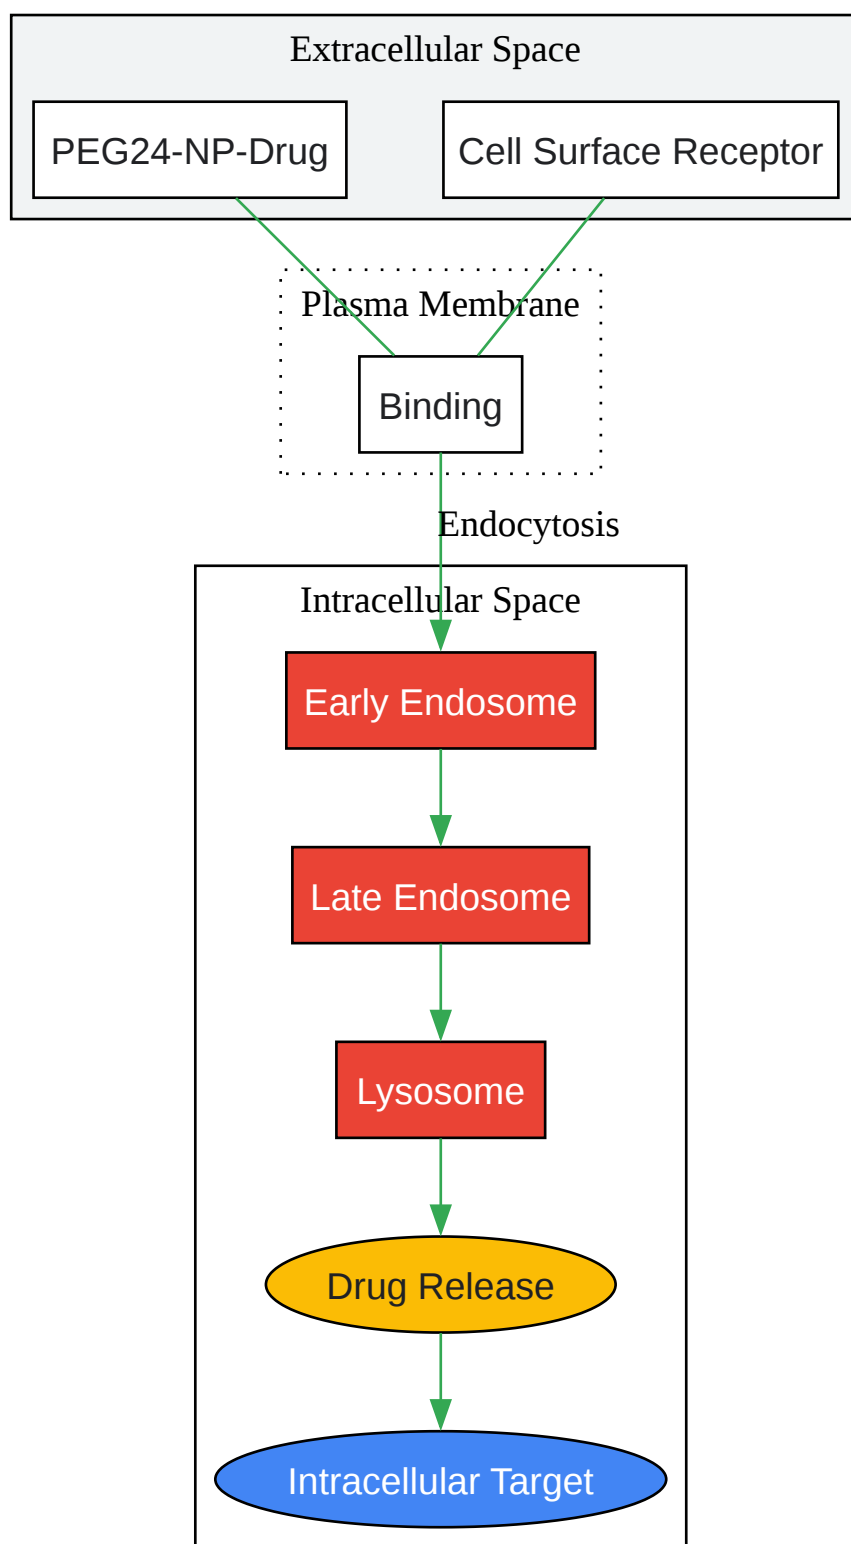 Extracellular Space
PEG24-NP-Drug
Cell Surface Receptor
Plasma Membrane
Binding
Endocytosis
Intracellular Space
Early Endosome
Late Endosome
Lysosome
Drug Release
Intracellular Target